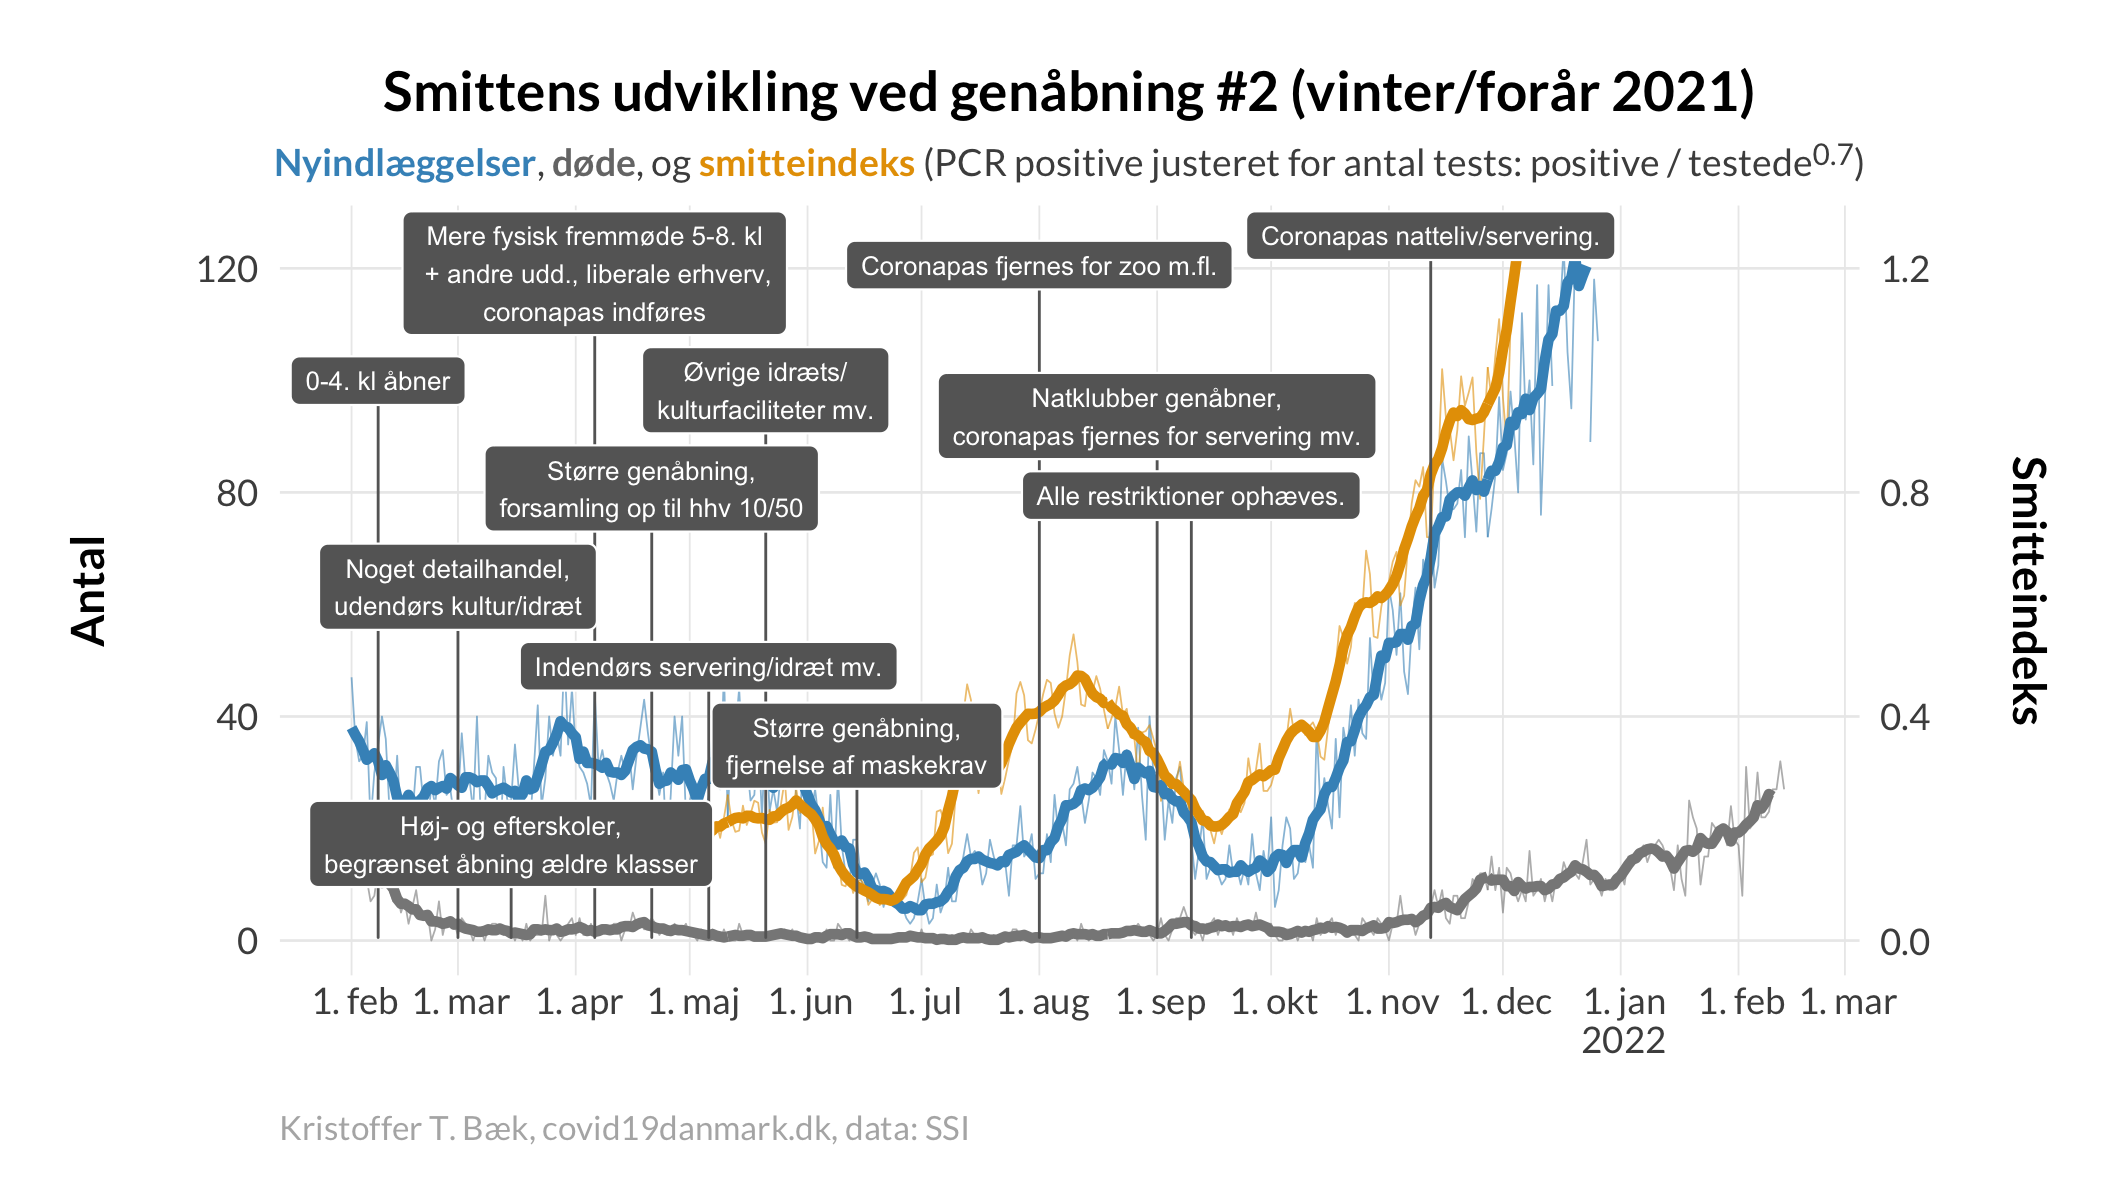 Smittens udvikling ved genåbning #2 (vinter/forår 2021)
Nyindlæggelser, døde, og smitteindeks (PCR positive justeret for antal tests: positive / testede^0.7)
Mere fysisk fremmøde 5-8. kl
+ andre udd., liberale erhverv,
coronapas indføres
Coronapas fjernes for zoo m.fl.
Coronapas natteliv/servering.
0-4. kl åbner
Øvrige idræts/
kulturfaciliteter mv.
Natklubber genåbner,
coronapas fjernes for servering mv.
Større genåbning,
forsamling op til hhv 10/50
Alle restriktioner ophæves.
Noget detailhandel,
udendørs kultur/idræt
Indendørs servering/idræt mv.
Større genåbning,
fjernelse af maskekrav
Høj- og efterskoler,
begrænset åbning ældre klasser
Antal
120
80
40
0
1.2
0.8
0.4
0.0
Smitteindeks
1. feb 1. mar 1. apr 1. maj 1. jun 1. jul 1. aug 1. sep 1. okt 1. nov 1. dec 1. jan 1. feb 1. mar
2022
Kristoffer T. Bæk, covid19danmark.dk, data: SSI